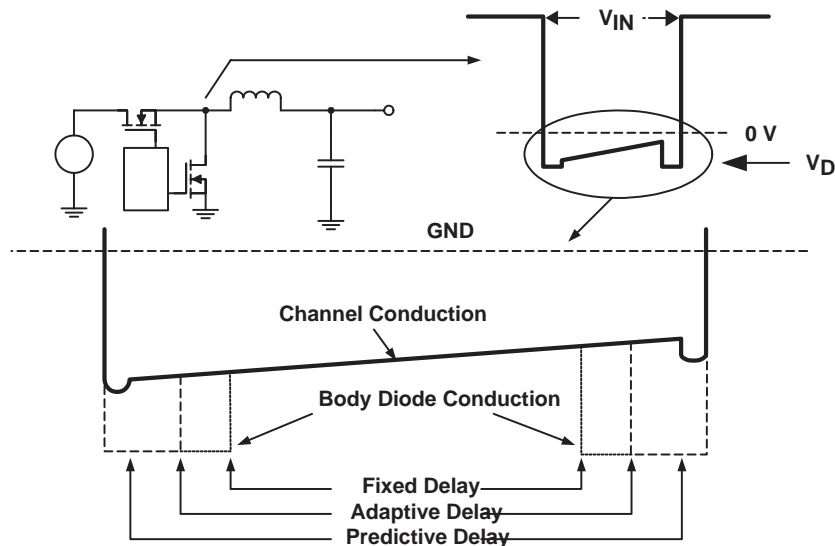 VIN
0 V
VD
GND
Channel Conduction
Body Diode Conduction
Fixed Delay
Adaptive Delay
Predictive Delay